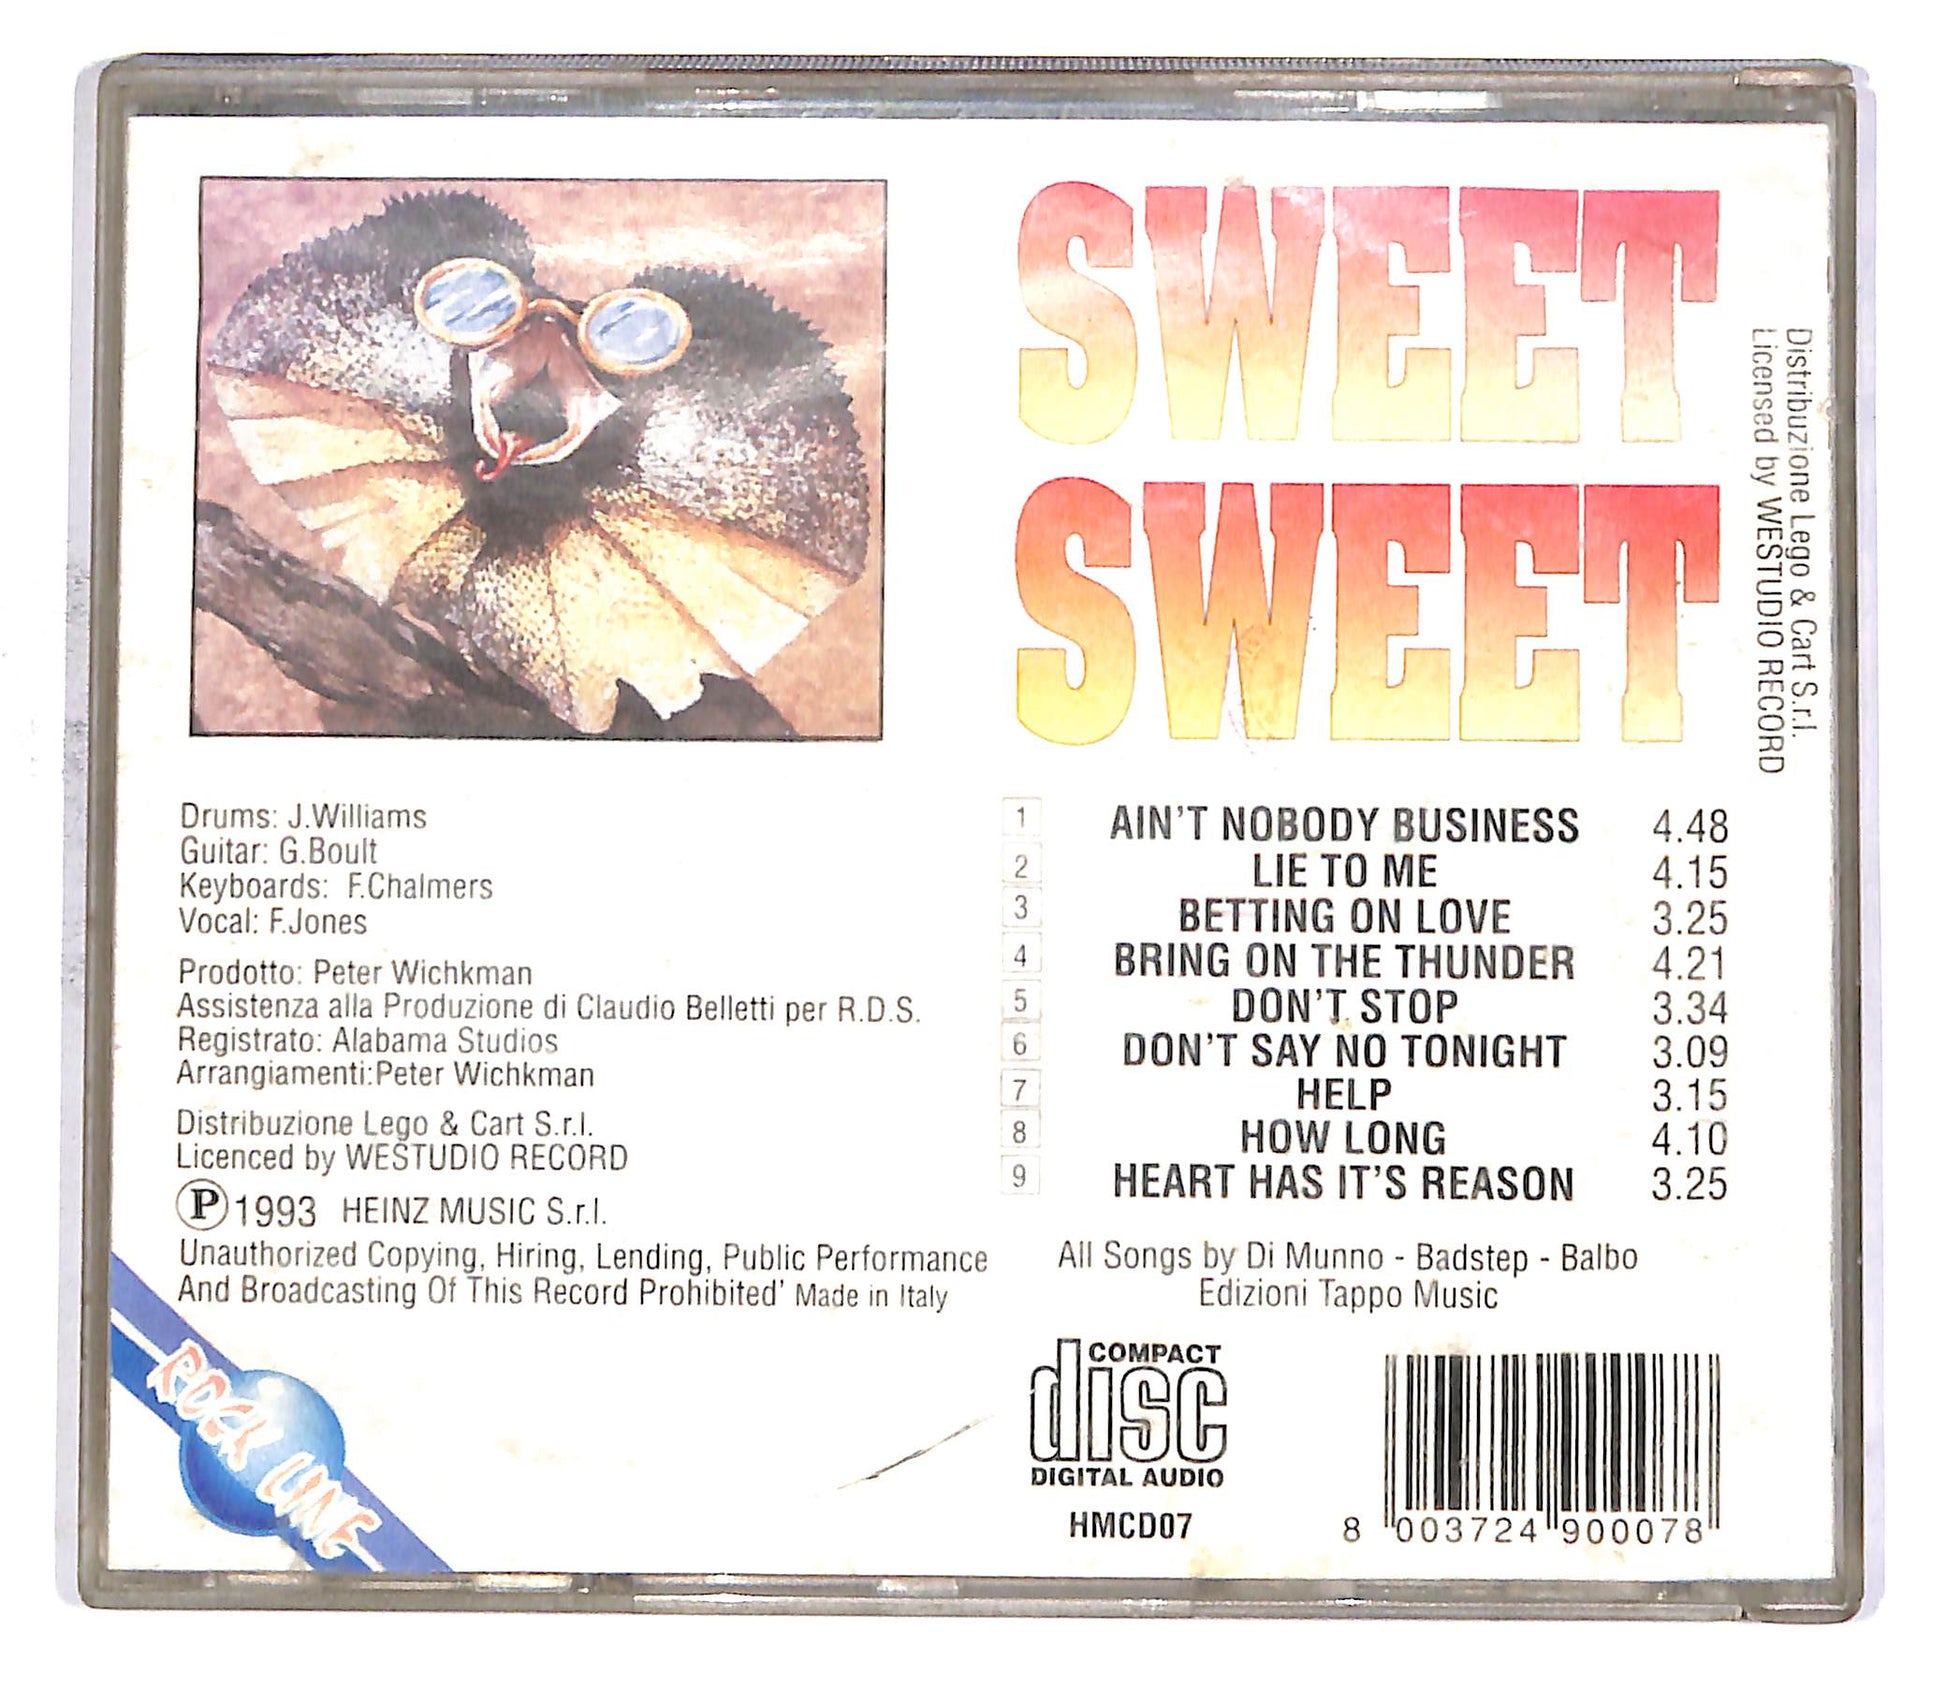 SWEET
SWEET
Distribuzione Lego & Cart S.r.l.
Licensed by WESTUDIO RECORD
Drums: J.Williams
Guitar: G.Boult
Keyboards: F.Chalmers
Vocal: F.Jones
Prodotto: Peter Wichkman
Assistenza alla Produzione di Claudio Belletti per R.D.S.
Registrato: Alabama Studios
Arrangiamenti:Peter Wichkman
Distribuzione Lego & Cart S.r.l.
Licenced by WESTUDIO RECORD
Ⓟ1993 HEINZ MUSIC S.r.l.
Unauthorized Copying, Hiring, Lending, Public Performance
And Broadcasting Of This Record Prohibited' Made in Italy
ROCK LINE
1 AIN'T NOBODY BUSINESS 4.48
2 LIE TO ME 4.15
3 BETTING ON LOVE 3.25
4 BRING ON THE THUNDER 4.21
5 DON'T STOP 3.34
6 DON'T SAY NO TONIGHT 3.09
7 HELP 3.15
8 HOW LONG 4.10
9 HEART HAS IT'S REASON 3.25
All Songs by Di Munno - Badstep - Balbo
Edizioni Tappo Music
COMPACT
disc
DIGITAL AUDIO
HMCD07
8 003724 900078